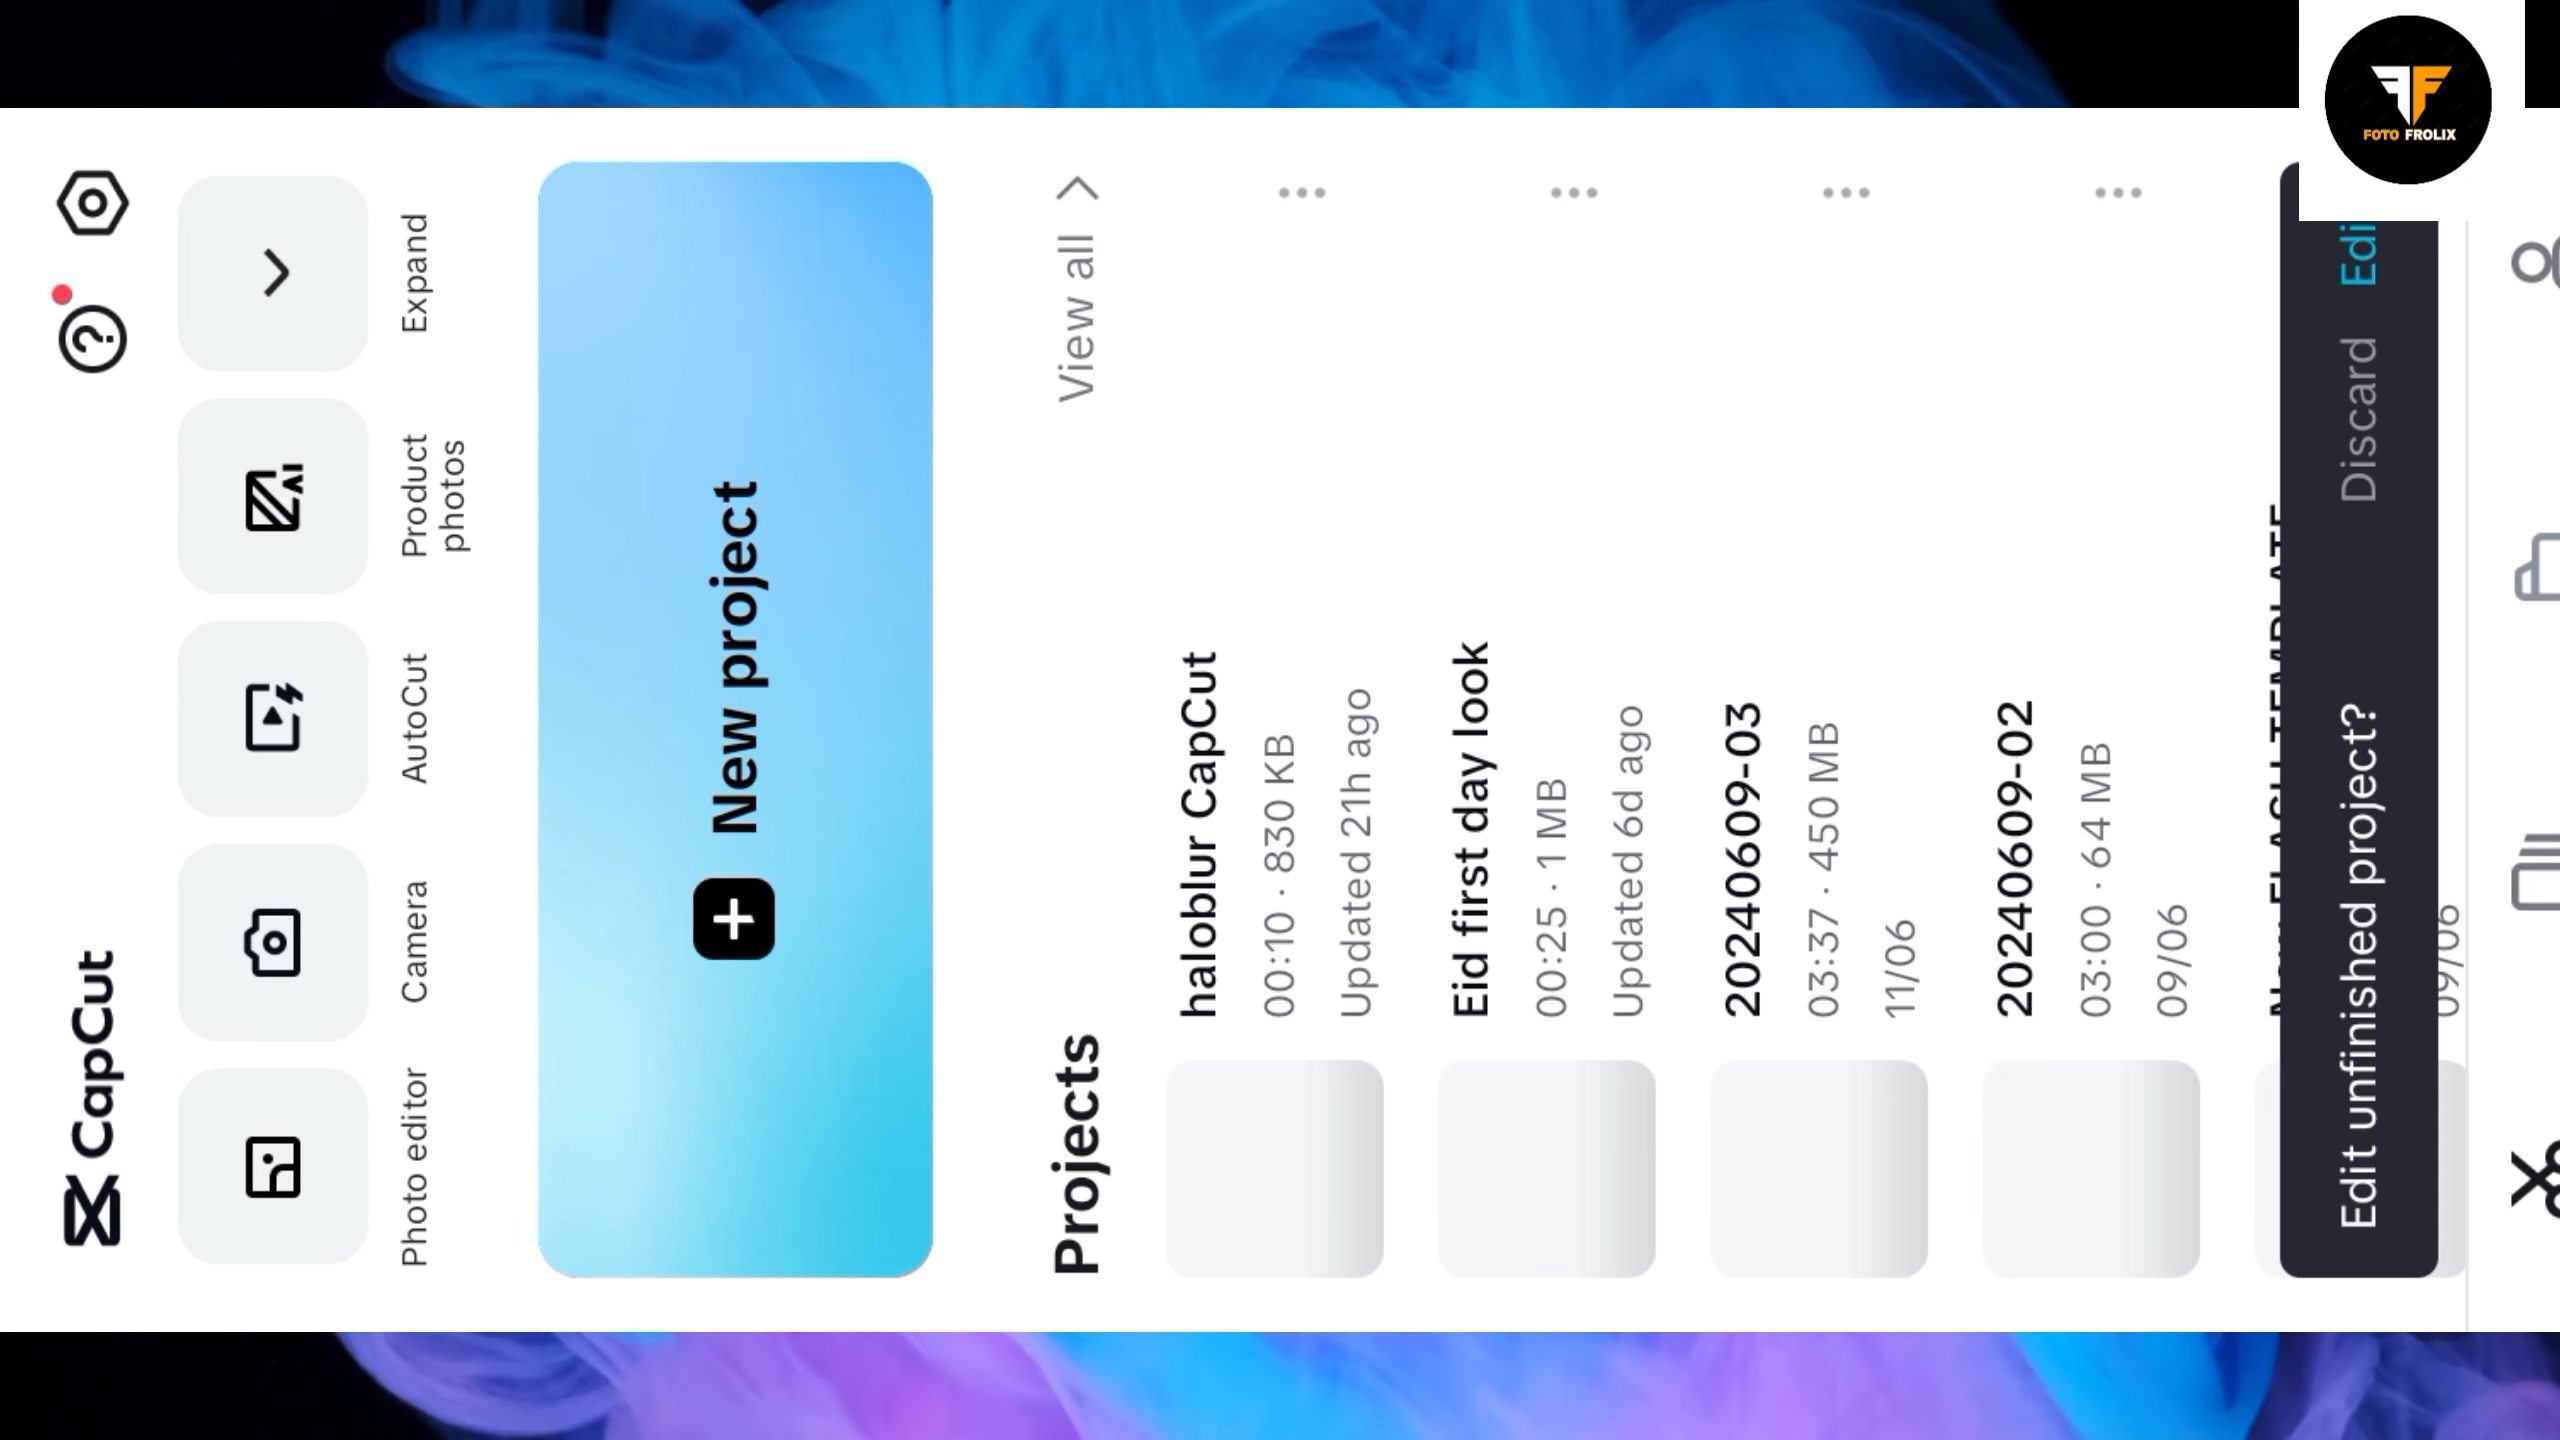 CapCut
Photo editor
Camera
AutoCut
Product
photos
Expand
New project
Projects
View all
haloblur CapCut
00:10 · 830 KB
Updated 21h ago
Eid first day look
00:25 · 1 MB
Updated 6d ago
20240609-03
03:37 · 450 MB
11/06
20240609-02
03:00 · 64 MB
09/06
09/06
Edit unfinished project?
Discard
Edi
FOTO FROLIX